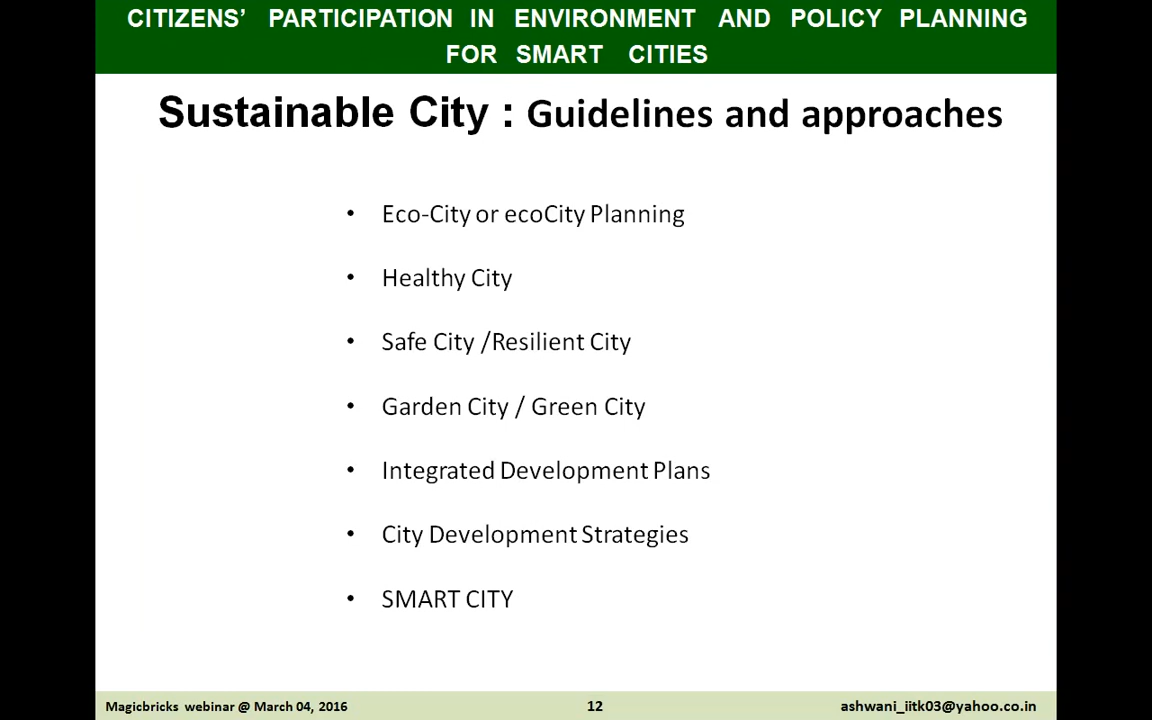 CITIZENS’ PARTICIPATION IN ENVIRONMENT AND POLICY PLANNING
FOR SMART CITIES
Sustainable City : Guidelines and approaches
• Eco-City or ecoCity Planning
• Healthy City
• Safe City /Resilient City
• Garden City / Green City
• Integrated Development Plans
• City Development Strategies
• SMART CITY
Magicbricks webinar @ March 04, 2016 12 ashwani_iitk03@yahoo.co.in